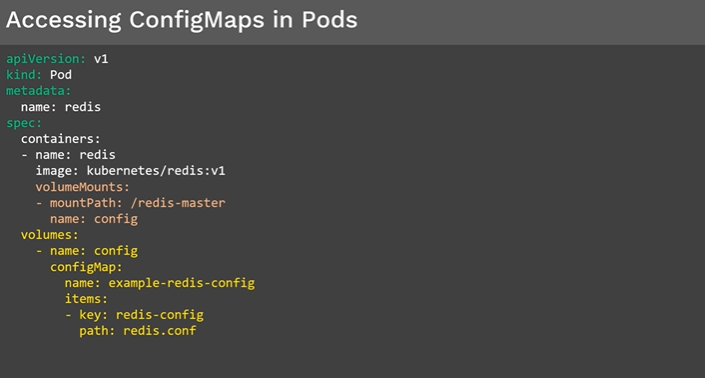 Accessing ConfigMaps in Pods
apiVersion: v1
kind: Pod
metadata:
  name: redis
spec:
  containers:
  - name: redis
    image: kubernetes/redis:v1
    volumeMounts:
    - mountPath: /redis-master
      name: config
  volumes:
    - name: config
      configMap:
        name: example-redis-config
        items:
        - key: redis-config
          path: redis.conf